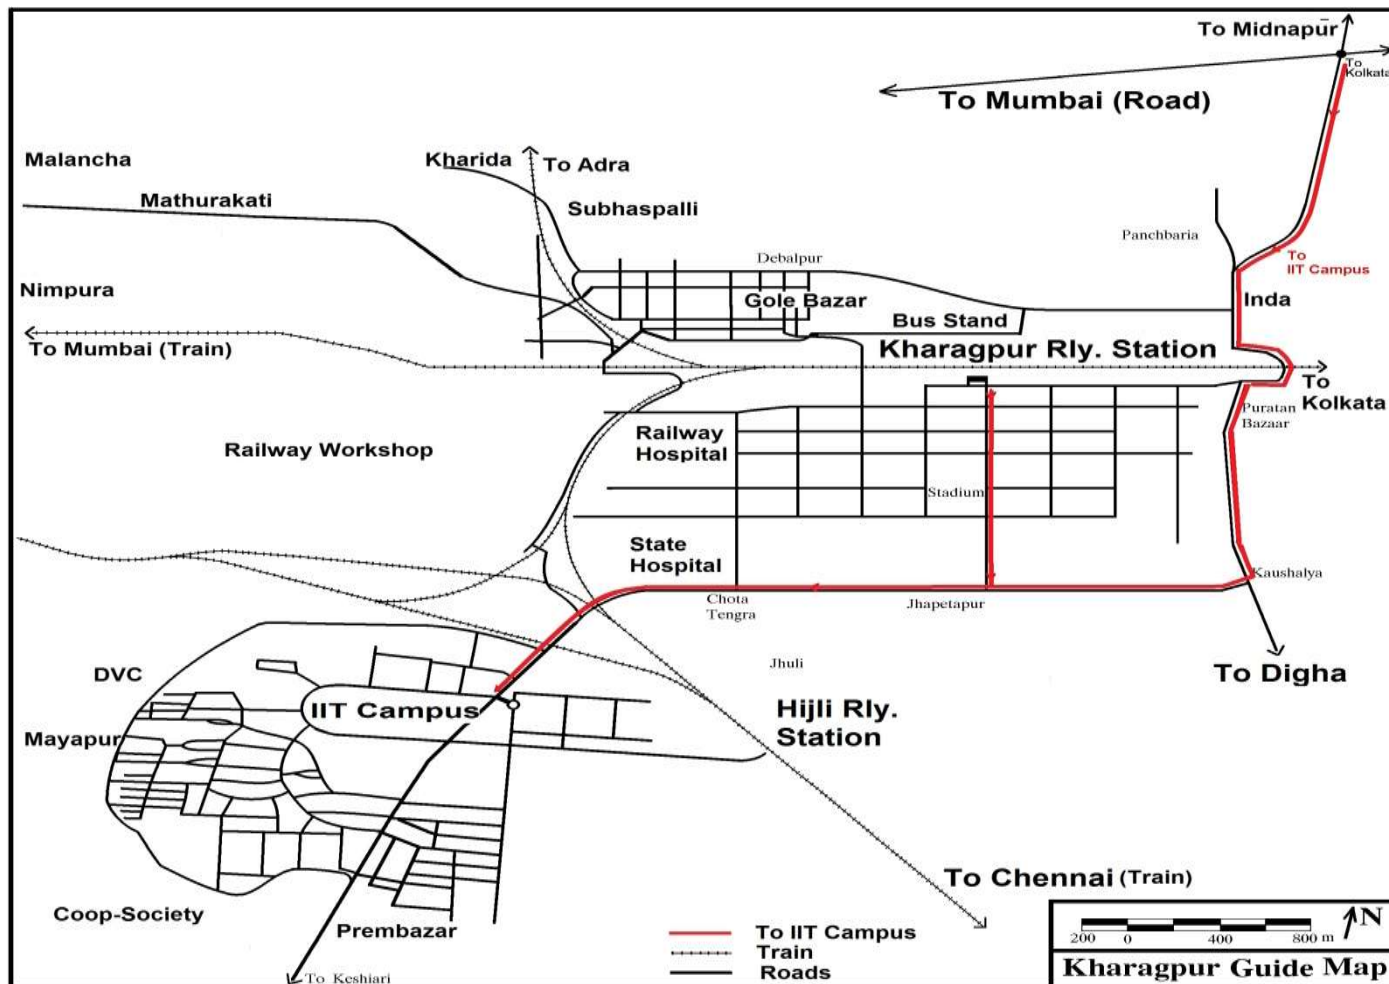 To Midnapur
To
Kolkata
To Mumbai (Road)
Malancha
Kharida
To Adra
Mathurakati
Subhaspalli
Panchbaria
Debalpur
To
IIT Campus
Nimpura
Gole Bazar
Inda
Bus Stand
To Mumbai (Train)
Kharagpur Rly. Station
To
Kolkata
Puratan
Bazaar
Railway
Hospital
Railway Workshop
Stadium
State
Hospital
Kaushalya
Chota
Tengra
Jhapetapur
Jhuli
DVC
To Digha
IIT Campus
Hijli Rly.
Station
Mayapur
To Chennai (Train)
Coop-Society
Prembazar
To Keshiari
To IIT Campus
Train
Roads
N
200 0 400 800 m
Kharagpur Guide Map